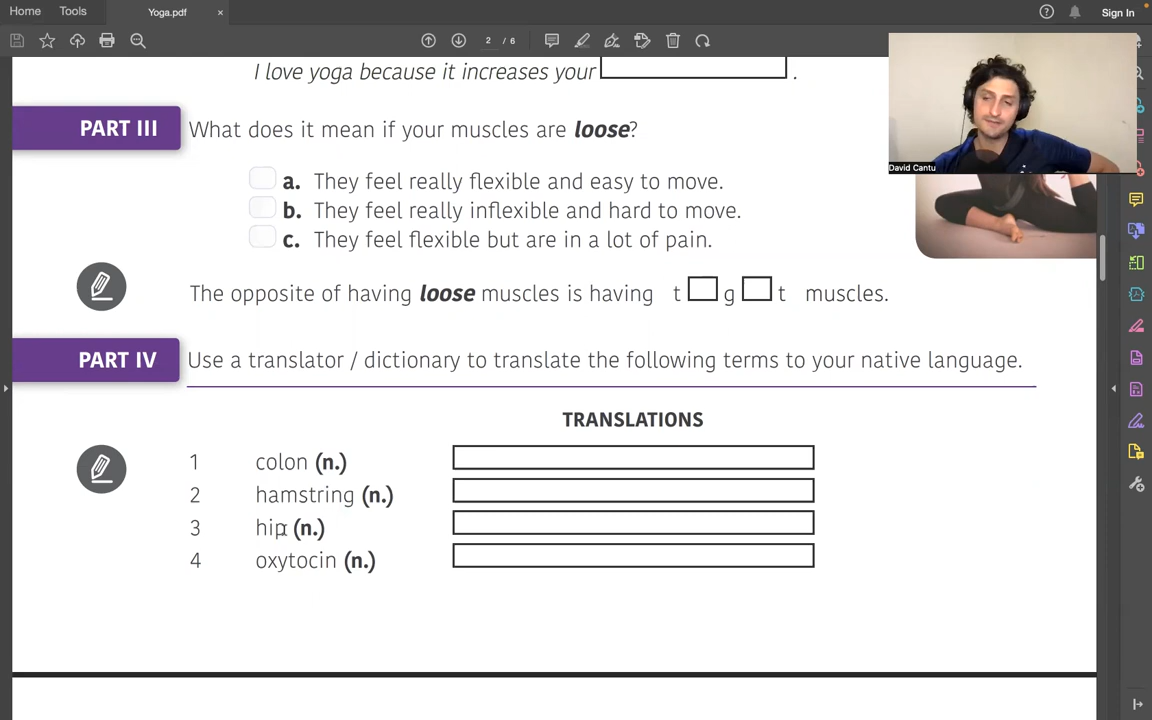 Home Tools Yoga.pdf × Sign In
2 / 6
I love yoga because it increases your .
PART III What does it mean if your muscles are loose?
a. They feel really flexible and easy to move.
b. They feel really inflexible and hard to move.
c. They feel flexible but are in a lot of pain.
David Cantu
The opposite of having loose muscles is having t g t muscles.
PART IV Use a translator / dictionary to translate the following terms to your native language.
TRANSLATIONS
1 colon (n.)
2 hamstring (n.)
3 hip (n.)
4 oxytocin (n.)